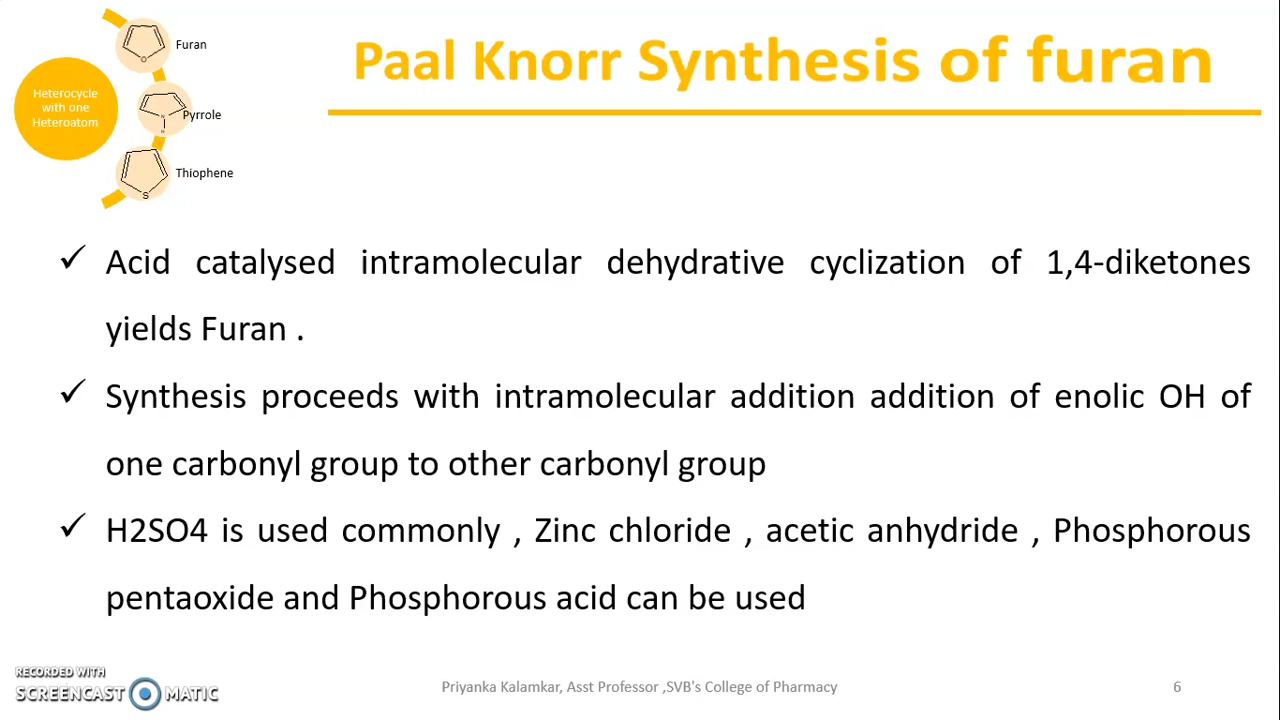 Furan
Paal Knorr Synthesis of furan
Heterocycle
with one
Heteroatom
Pyrrole
Thiophene
O
N
H
S
✓ Acid catalysed intramolecular dehydrative cyclization of 1,4-diketones
yields Furan .
✓ Synthesis proceeds with intramolecular addition addition of enolic OH of
one carbonyl group to other carbonyl group
✓ H2SO4 is used commonly , Zinc chloride , acetic anhydride , Phosphorous
pentaoxide and Phosphorous acid can be used
RECORDED WITH
SCREENCAST MATIC
Priyanka Kalamkar, Asst Professor ,SVB's College of Pharmacy
6